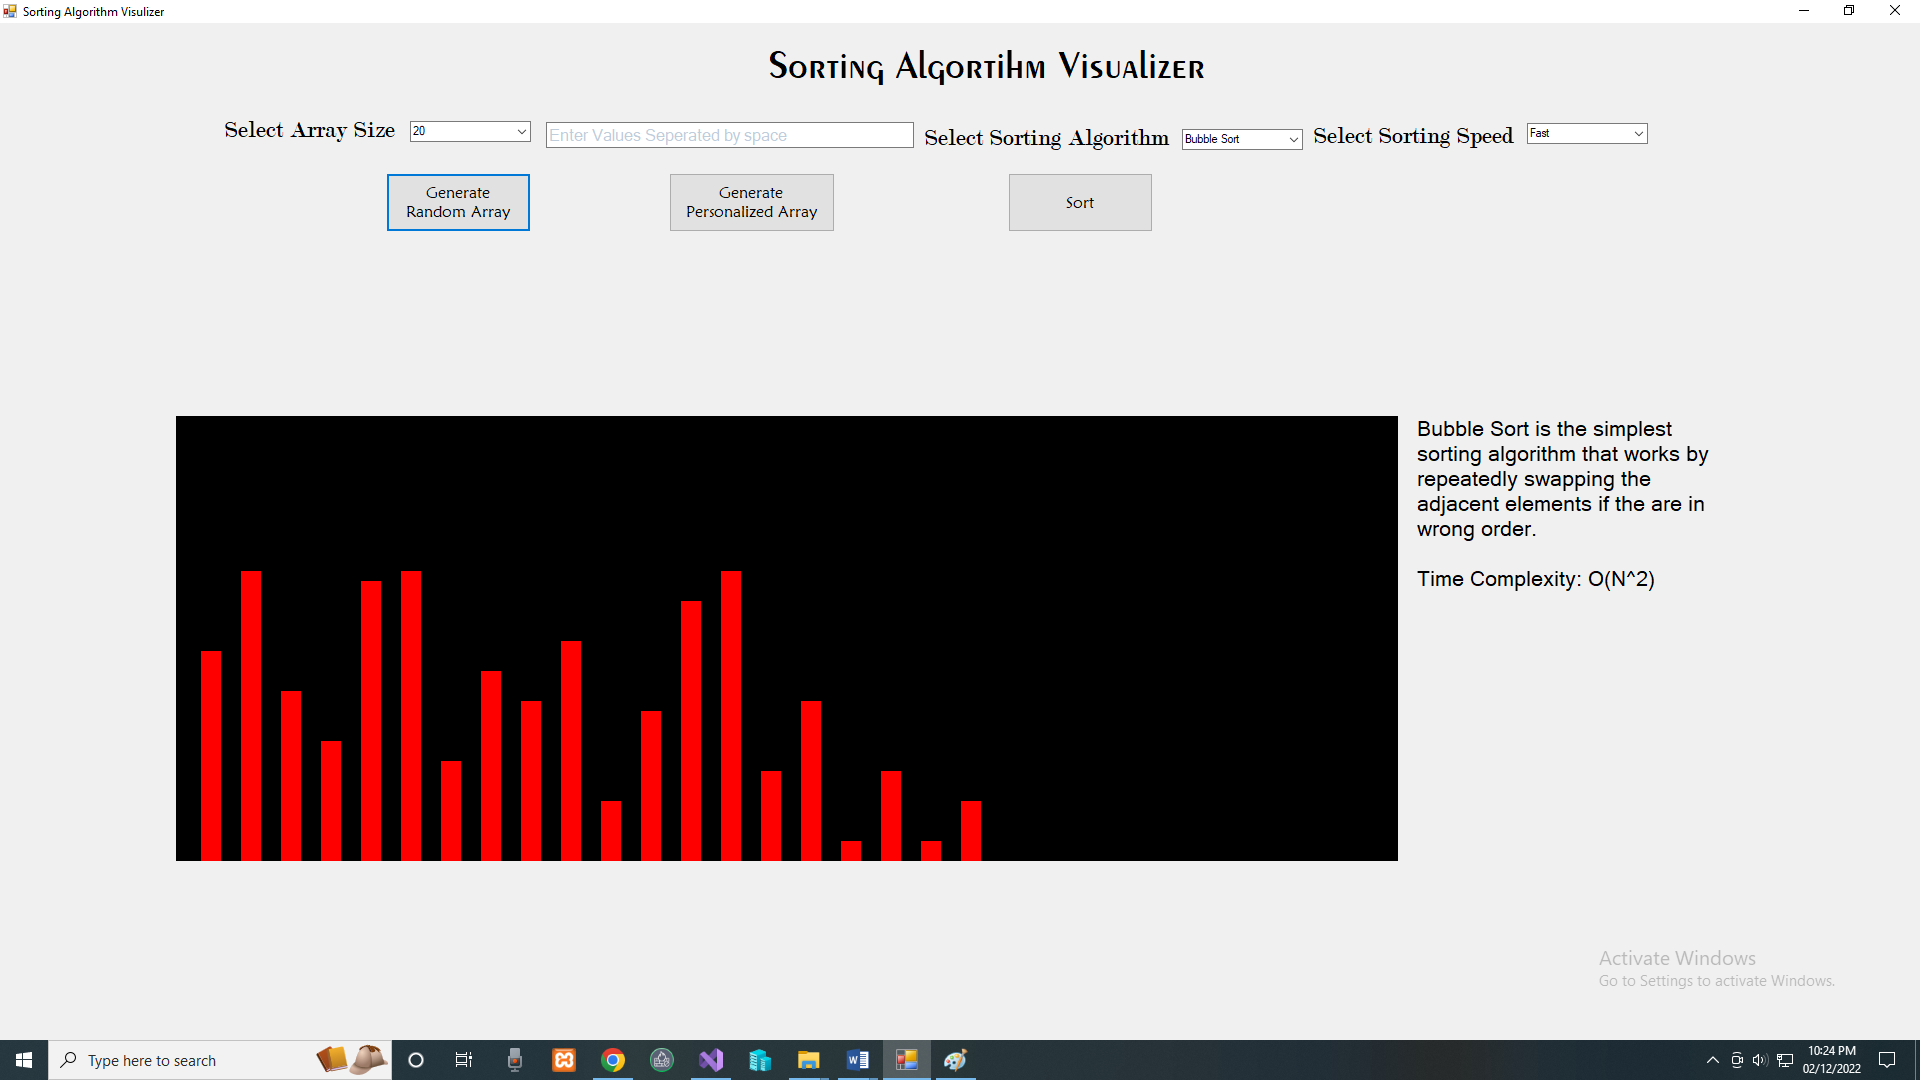 Sorting Algorithm Visulizer
Sorting Algortihm Visualizer
Select Array Size
20
Enter Values Seperated by space
Select Sorting Algorithm
Bubble Sort
Select Sorting Speed
Fast
Generate
Random Array
Generate
Personalized Array
Sort
Bubble Sort is the simplest
sorting algorithm that works by
repeatedly swapping the
adjacent elements if the are in
wrong order.
Time Complexity: O(N^2)
Activate Windows
Go to Settings to activate Windows.
Type here to search
10:24 PM
02/12/2022